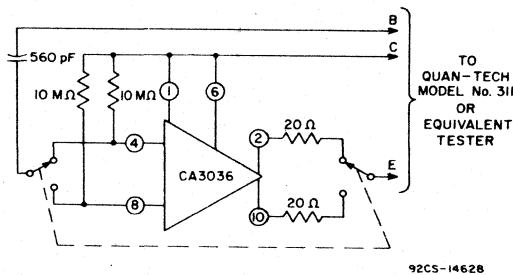 B
C
560 pF
10 MΩ
10 MΩ
1
6
TO
QUAN-TECH
MODEL No. 311
OR
EQUIVALENT
TESTER
4
8
CA3036
2
20 Ω
10
20 Ω
E
92CS-14628